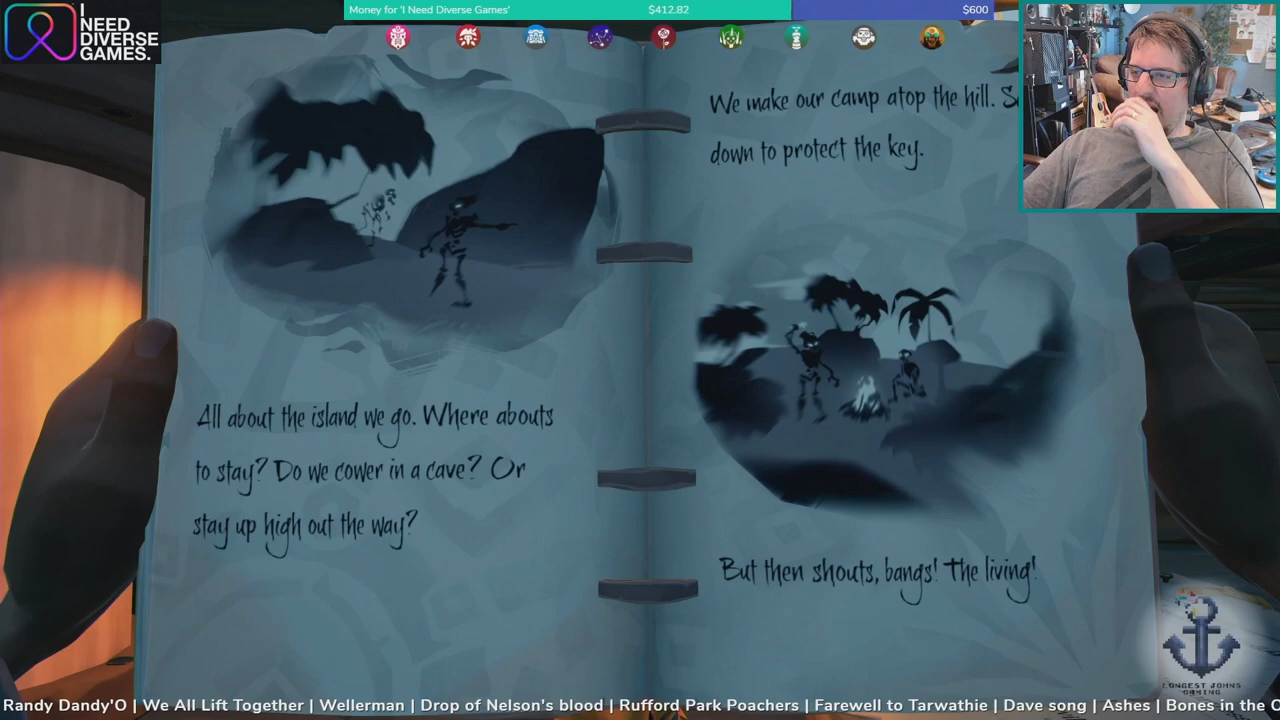 I
NEED
DIVERSE
GAMES.
Money for 'I Need Diverse Games' $412.82 $600
All about the island we go. Where abouts
to stay? Do we cower in a cave? Or
stay up high out the way?
We make our camp atop the hill.
down to protect the key.
But then shouts, bangs! The living!
LONGEST JOHNS
GAMING
Randy Dandy'O | We All Lift Together | Wellerman | Drop of Nelson's blood | Rufford Park Poachers | Farewell to Tarwathie | Dave song | Ashes | Bones in the